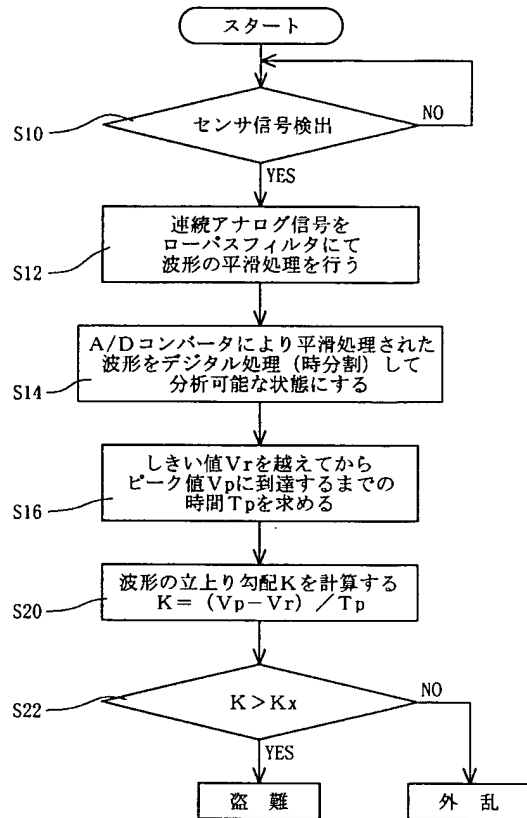 スタート
S10
センサ信号検出
NO
YES
S12
連続アナログ信号を
ローパスフィルタにて
波形の平滑処理を行う
S14
A/Dコンバータにより平滑処理された
波形をデジタル処理(時分割)して
分析可能な状態にする
S16
しきい値Vrを越えてから
ピーク値Vpに到達するまでの
時間Tpを求める
S20
波形の立上り勾配Kを計算する
K=(Vp-Vr)/Tp
S22
K>Kx
NO
YES
盗 難
外 乱